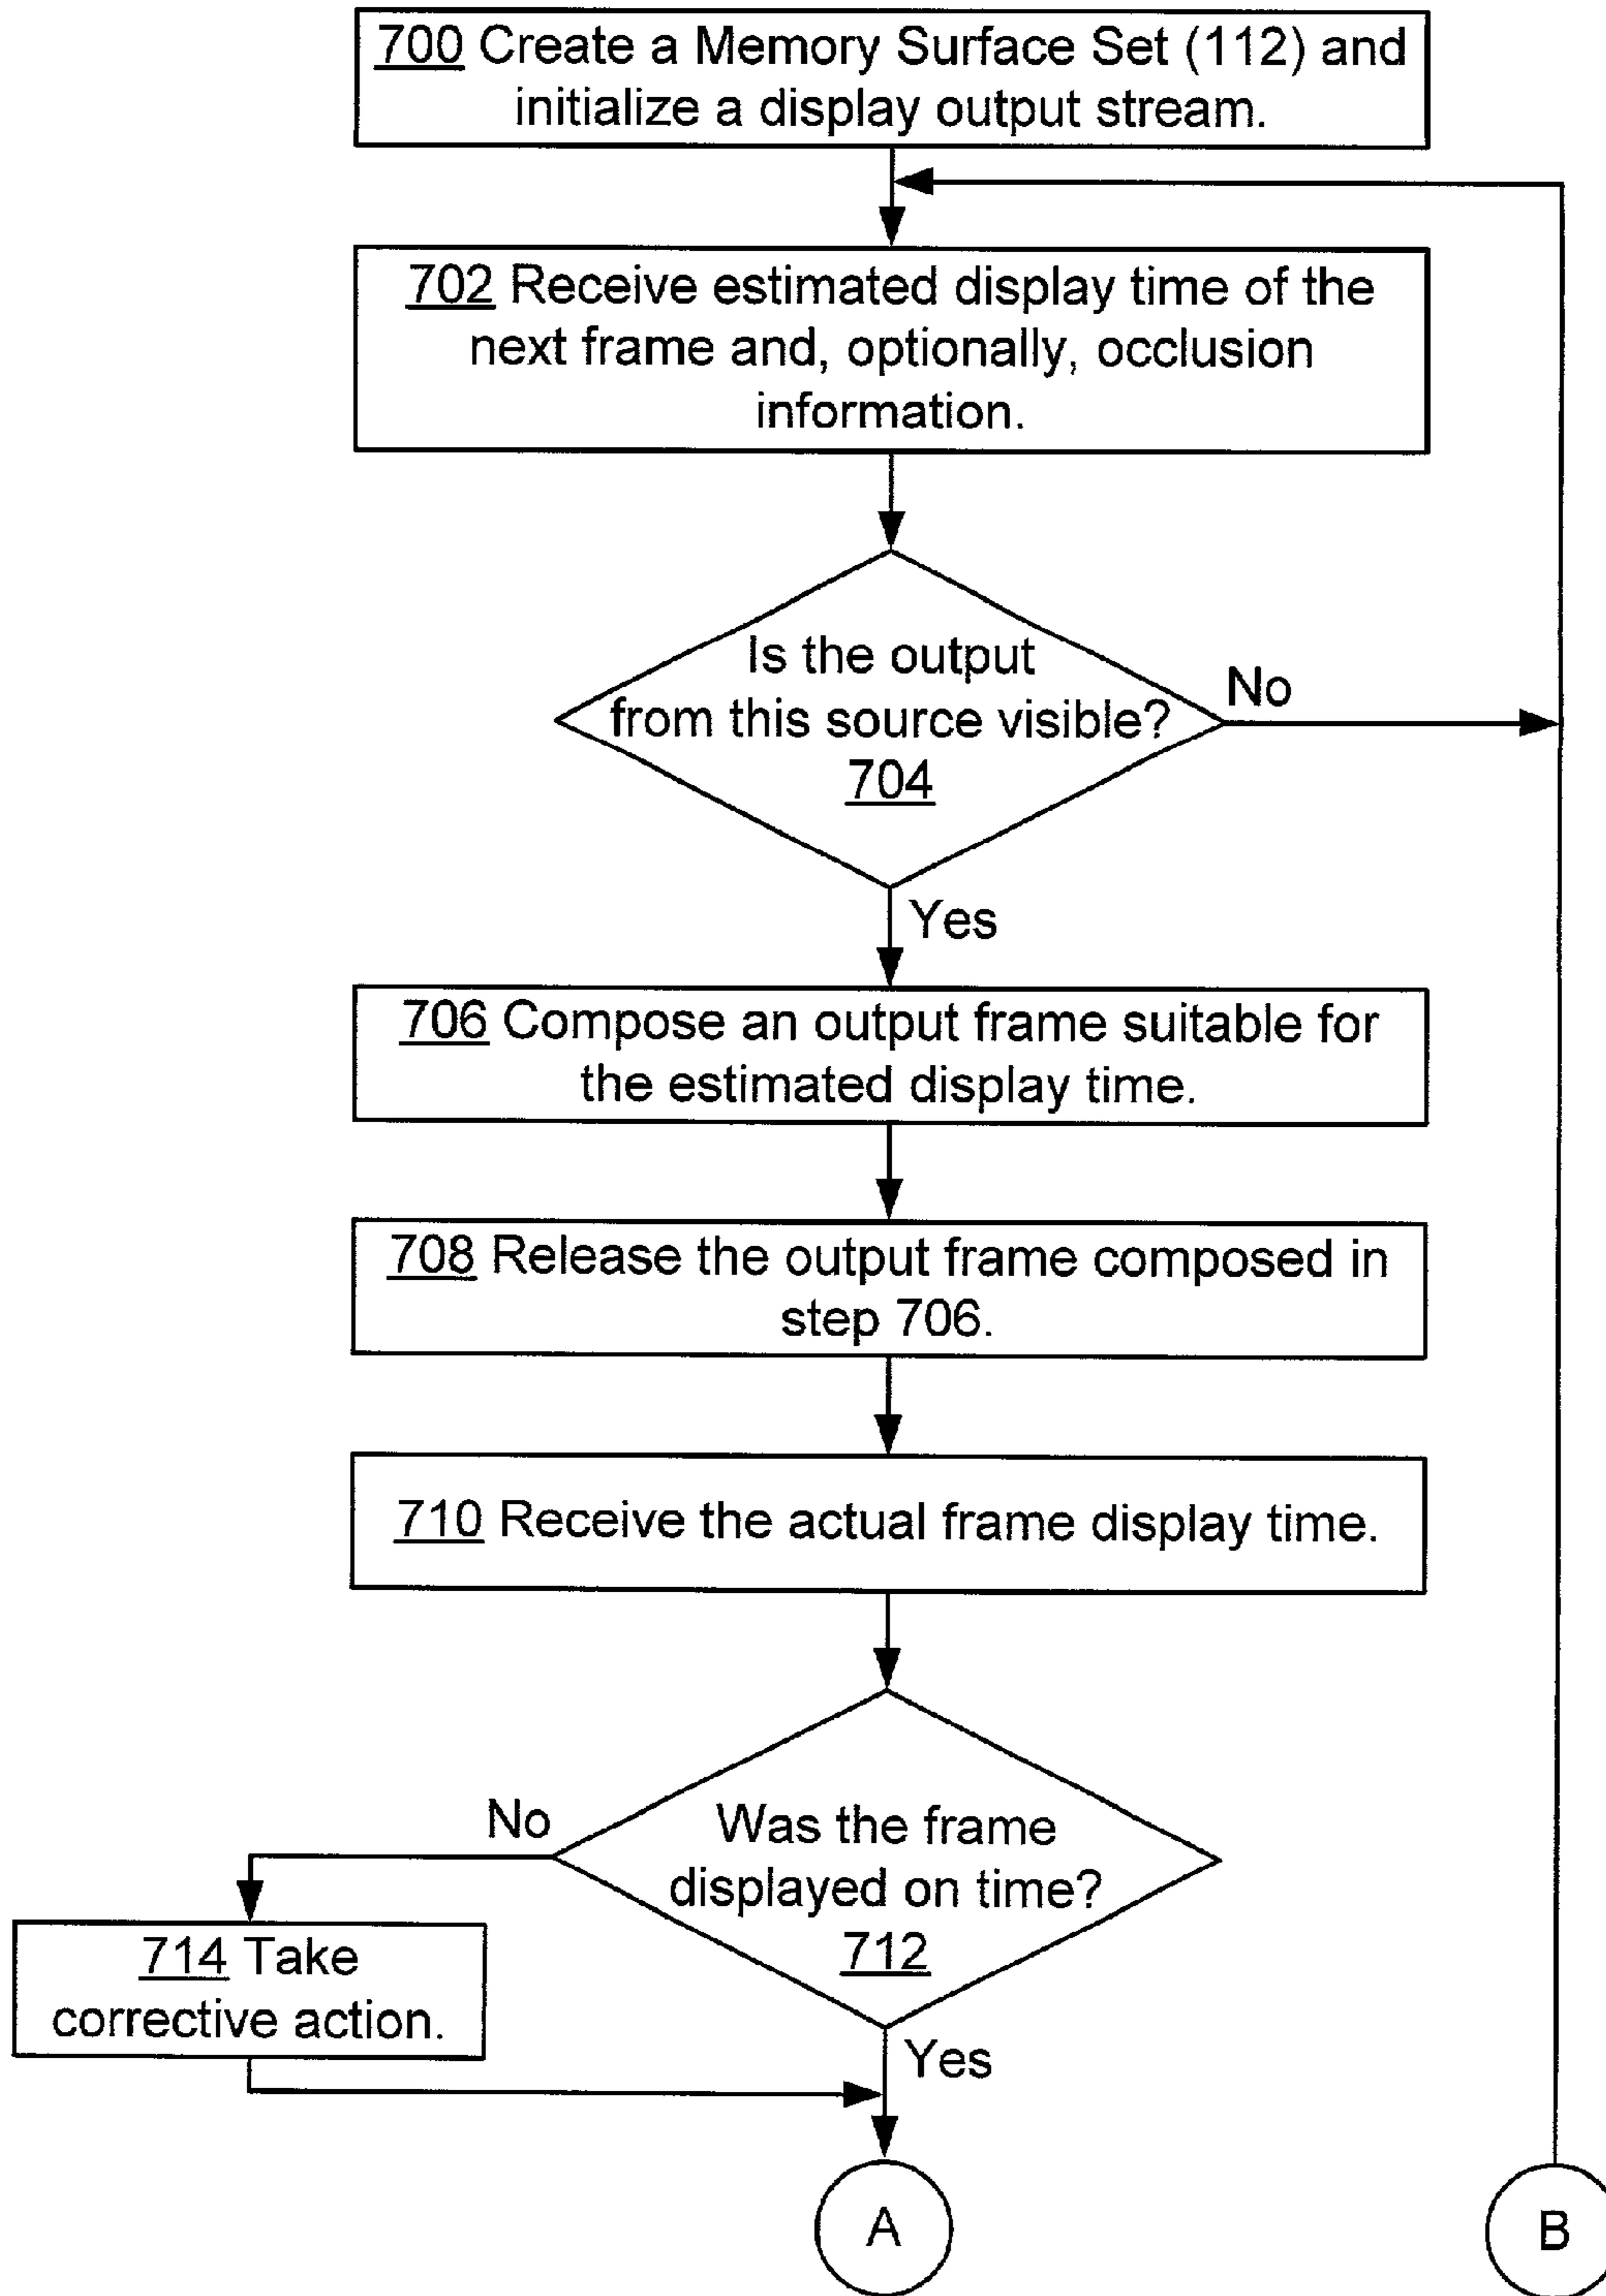 700 Create a Memory Surface Set (112) and
initialize a display output stream.
702 Receive estimated display time of the
next frame and, optionally, occlusion
information.
Is the output
from this source visible?
704
No
Yes
706 Compose an output frame suitable for
the estimated display time.
708 Release the output frame composed in
step 706.
710 Receive the actual frame display time.
Was the frame
displayed on time?
712
No
714 Take
corrective action.
Yes
A
B